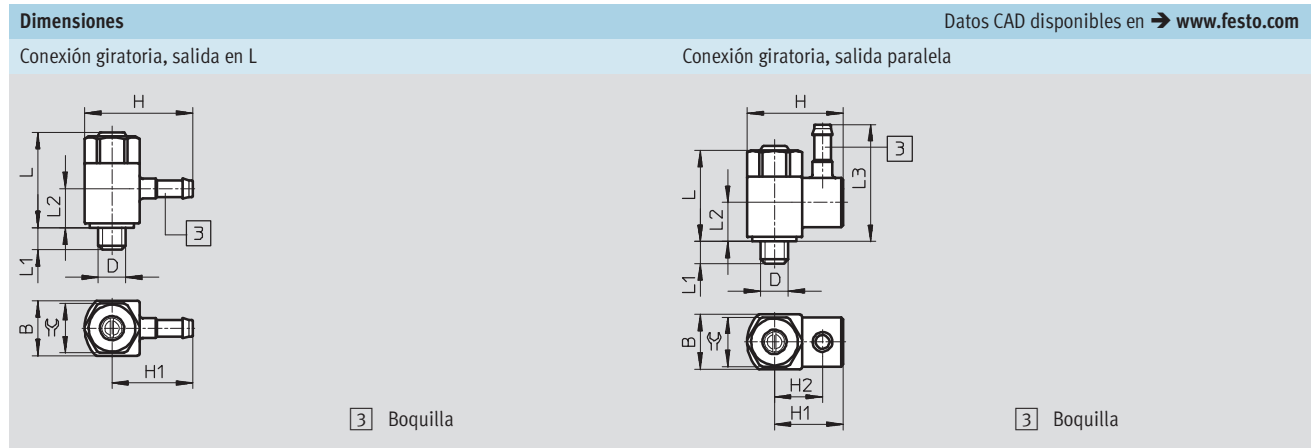 Dimensiones
Datos CAD disponibles en ➔ www.festo.com
Conexión giratoria, salida en L
Conexión giratoria, salida paralela
H
L
L2
L1
D
3
B
H1
3 Boquilla
H
L
L2
L1
D
3
L3
B
H2
H1
3 Boquilla